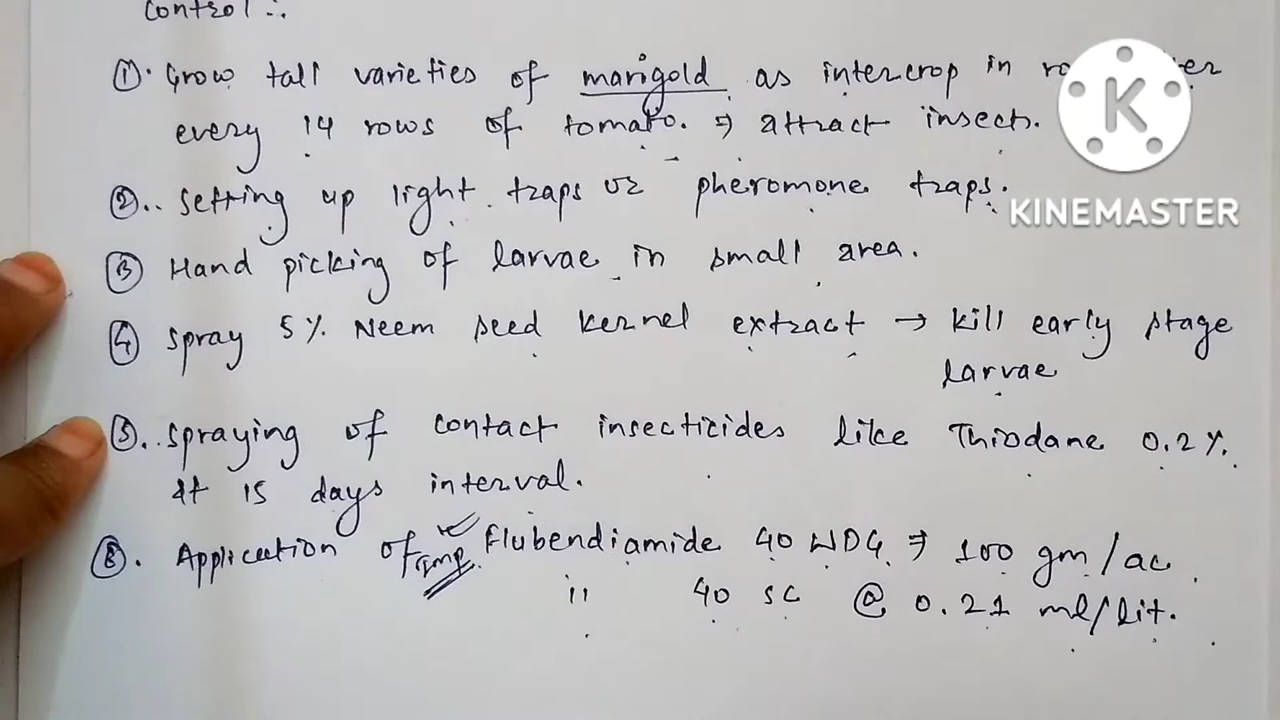 Control :-
①. Grow tall varieties of marigold as intercrop in
every 14 rows of tomato. ⇒ attract insect.
②.. Setting up light traps or pheromone traps.
③ Hand picking of larvae in small area.
④ Spray 5% Neem seed kernel extract → kill early stage
larvae
⑤.. Spraying of contact insecticides like Thiodane 0.2%.
At 15 days interval.
⑥. Application of Imp. Flubendiamide 40 WDG ⇒ 100 gm/ac.
11 40 SC @ 0.21 ml/lit.
K
KINEMASTER